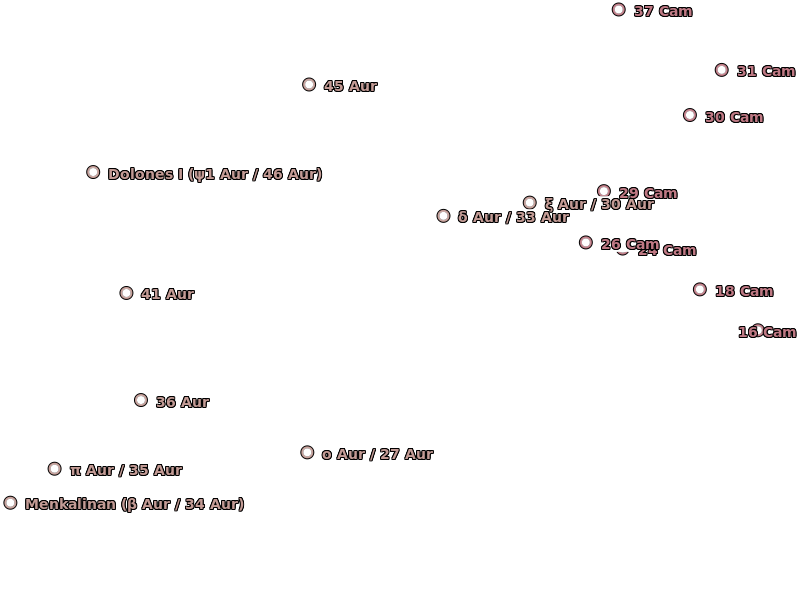 37 Cam
31 Cam
45 Aur
30 Cam
Dolones I (ψ1 Aur / 46 Aur)
29 Cam
ξ Aur / 30 Aur
δ Aur / 33 Aur
26 Cam
24 Cam
41 Aur
18 Cam
16 Cam
36 Aur
ο Aur / 27 Aur
π Aur / 35 Aur
Menkalinan (β Aur / 34 Aur)